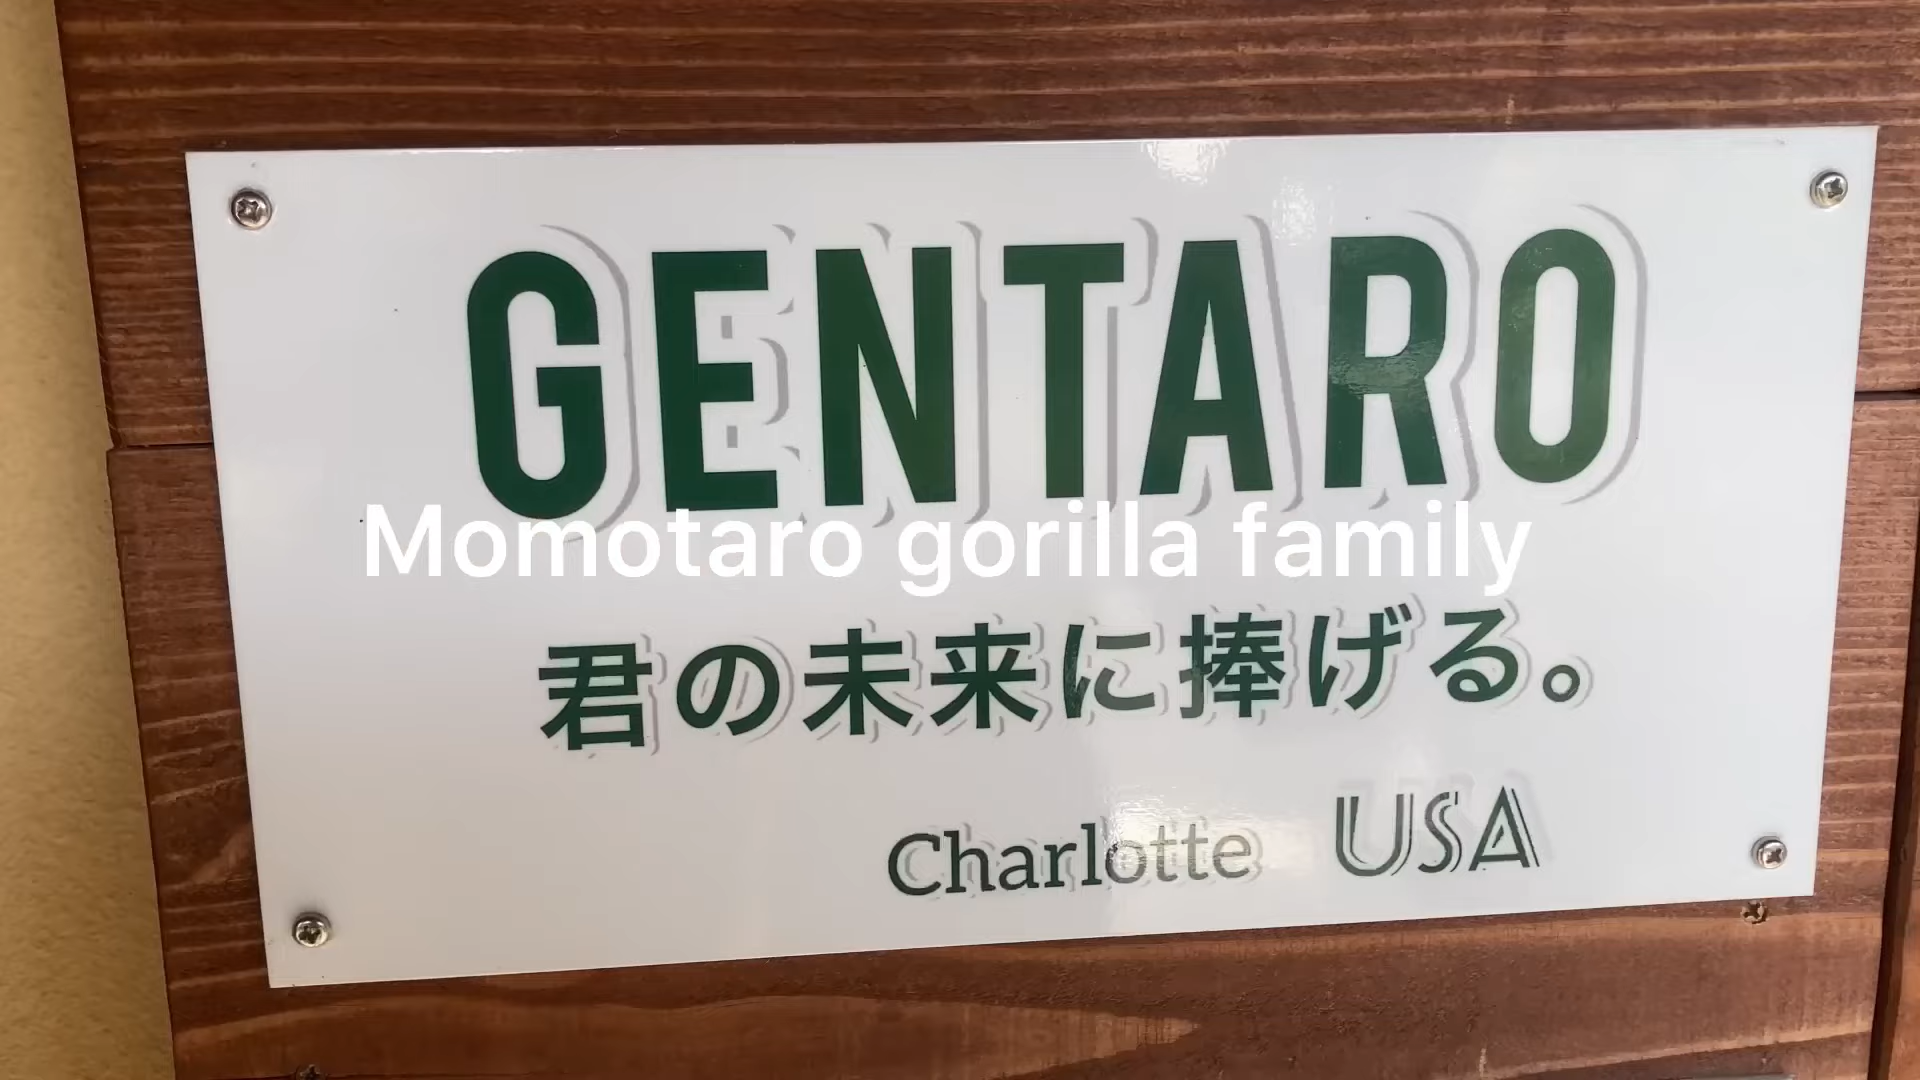 GENTARO
Momotaro gorilla family
君の未来に捧げる。
Charlotte USA